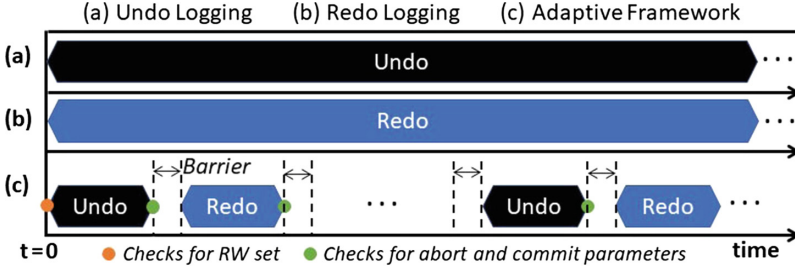 (a) Undo Logging (b) Redo Logging (c) Adaptive Framework
(a) Undo ...
(b) Redo ...
Barrier
(c) Undo Redo ... Undo Redo ...
t=0 Checks for RW set Checks for abort and commit parameters time